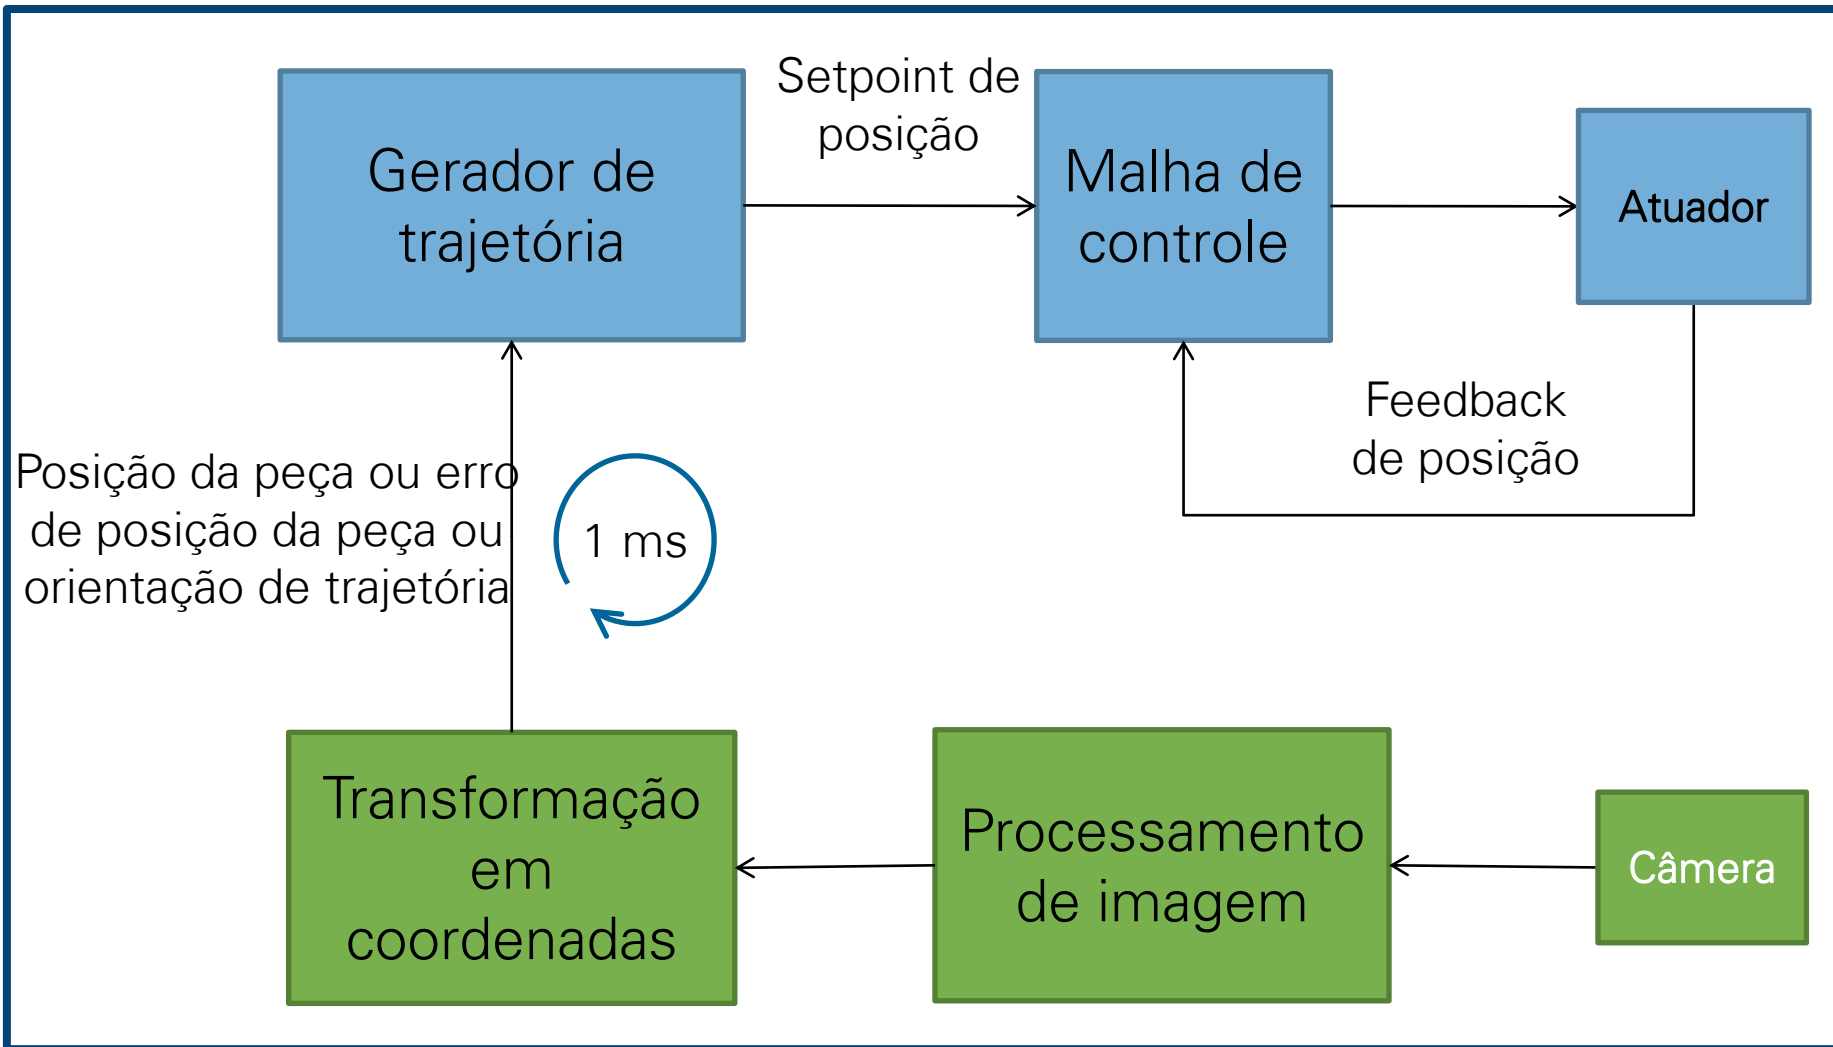 Setpoint de
posição
Gerador de
trajetória
Malha de
controle
Atuador
Feedback
de posição
Posição da peça ou erro
de posição da peça ou
orientação de trajetória
1 ms
Transformação
em
coordenadas
Processamento
de imagem
Câmera